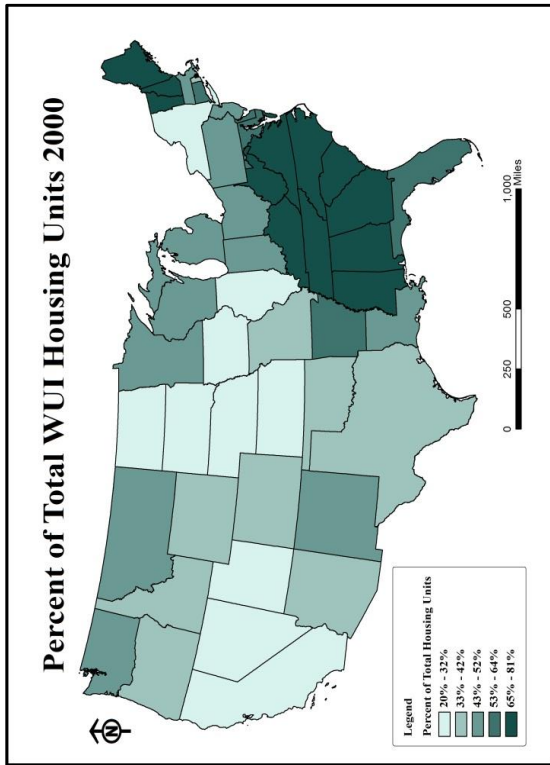 Percent of Total WUI Housing Units 2000
N
Legend
Percent of Total Housing Units
20% - 32%
33% - 42%
43% - 52%
53% - 64%
65% - 81%
0 250 500 1,000
Miles